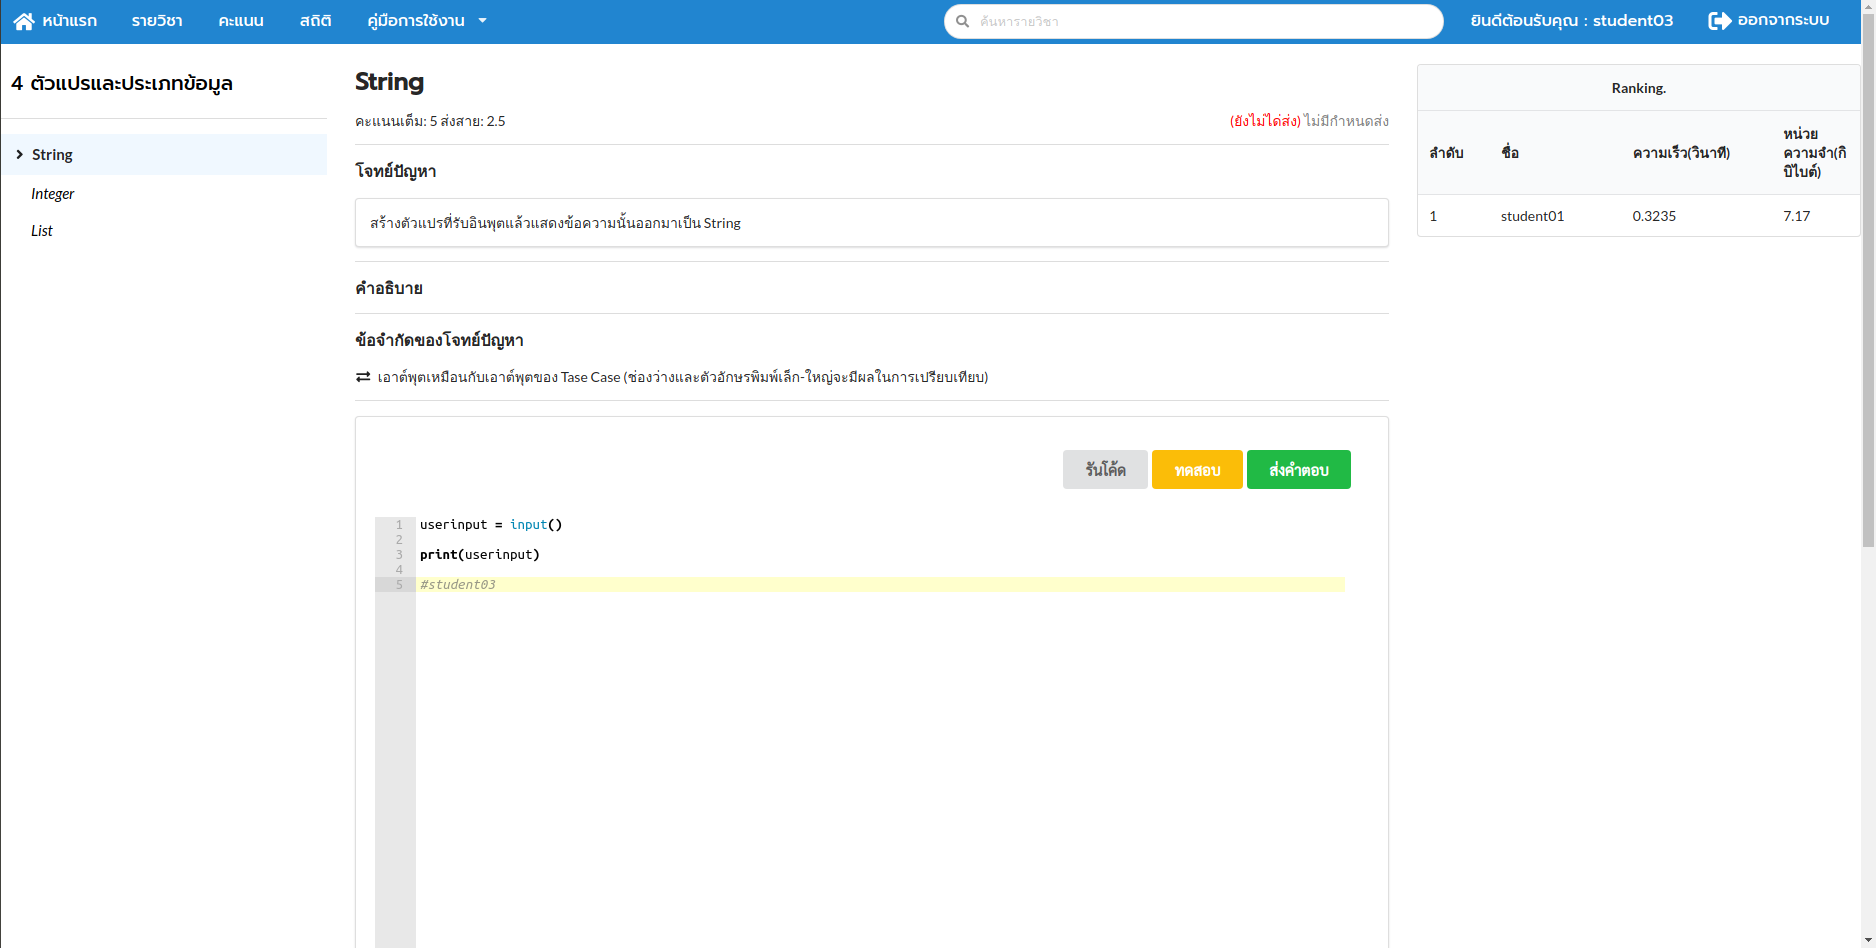 หน้าแรก รายวิชา คะแนน สถิติ คู่มือการใช้งาน ค้นหารายวิชา ยินดีต้อนรับคุณ : student03 ออกจากระบบ
4 ตัวแปรและประเภทข้อมูล
String
Integer
List
String
คะแนนเต็ม: 5 ส่งสาย: 2.5 (ยังไม่ได้ส่ง) ไม่มีกำหนดส่ง
โจทย์ปัญหา
สร้างตัวแปรที่รับอินพุตแล้วแสดงข้อความนั้นออกมาเป็น String
คำอธิบาย
ข้อจำกัดของโจทย์ปัญหา
เอาต์พุตเหมือนกับเอาต์พุตของ Tase Case (ช่องว่างและตัวอักษรพิมพ์เล็ก-ใหญ่จะมีผลในการเปรียบเทียบ)
รันโค้ด ทดสอบ ส่งคำตอบ
1 userinput = input()
2
3 print(userinput)
4
5 #student03
Ranking.
ลำดับ ชื่อ ความเร็ว(วินาที) หน่วย
ความจำ(กิ
บิไบต์)
1 student01 0.3235 7.17